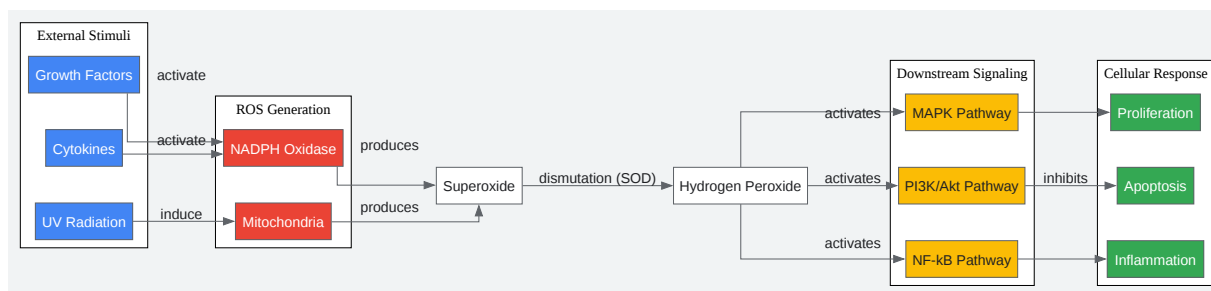 External Stimuli
Growth Factors
activate
Cytokines
activate
UV Radiation
induce
ROS Generation
NADPH Oxidase
produces
Mitochondria
produces
Superoxide
dismutation (SOD)
Hydrogen Peroxide
activates
activates
activates
Downstream Signaling
MAPK Pathway
PI3K/Akt Pathway
inhibits
NF-kB Pathway
Cellular Response
Proliferation
Apoptosis
Inflammation